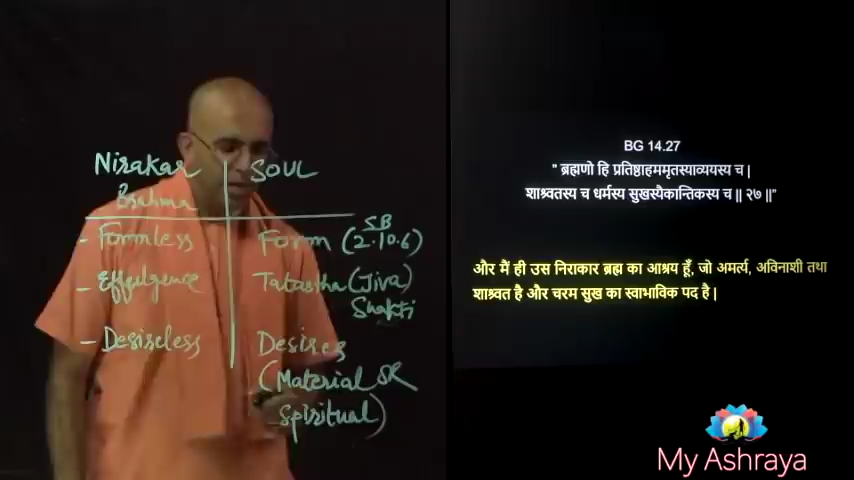 Nirakar
Brahma
SOUL
- Formless
Form (SB 2.10.6)
- Effulgence
Tatastha (Jiva)
Shakti
- Desireless
Desires
(Material OR
Spiritual)
BG 14.27
" ब्रह्मणो हि प्रतिष्ठाहममृतस्याव्ययस्य च |
शाश्र्वतस्य च धर्मस्य सुखस्यैकान्तिकस्य च || २७ ||”
और मैं ही उस निराकार ब्रह्म का आश्रय हूँ, जो अमर्त्य, अविनाशी तथा
शाश्र्वत है और चरम सुख का स्वाभाविक पद है |
My Ashraya